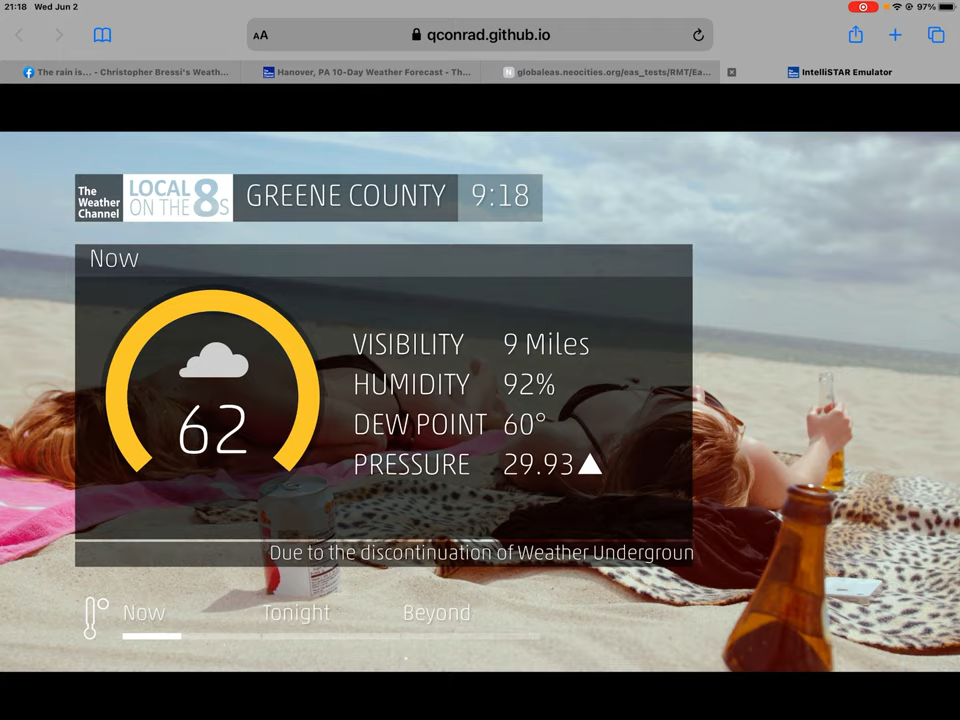 21:18 Wed Jun 2
97%
AA qconrad.github.io
The rain is... - Christopher Bressi's Weath...
Hanover, PA 10-Day Weather Forecast - Th...
N globaleas.neocities.org/eas_tests/RMT/Ea...
IntelliSTAR Emulator
The Weather Channel
LOCAL ON THE 8s
GREENE COUNTY 9:18
Now
62
VISIBILITY 9 Miles
HUMIDITY 92%
DEW POINT 60°
PRESSURE 29.93▲
Due to the discontinuation of Weather Undergroun
Now Tonight Beyond